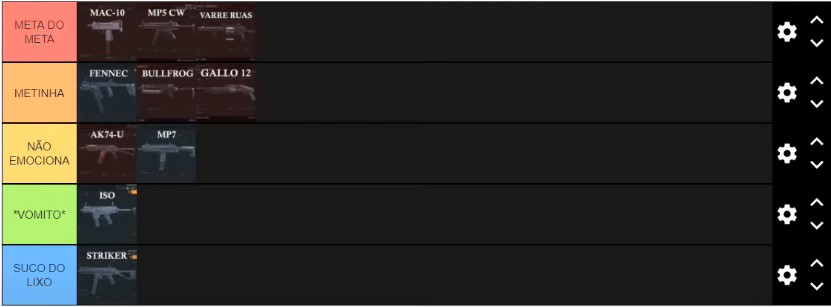 META DO
META
MAC-10
MP5 CW
VARRE RUAS
METINHA
FENNEC
BULLFROG
GALLO 12
NÃO
EMOCIONA
AK74-U
MP7
*VOMITO*
ISO
SUCO DO
LIXO
STRIKER